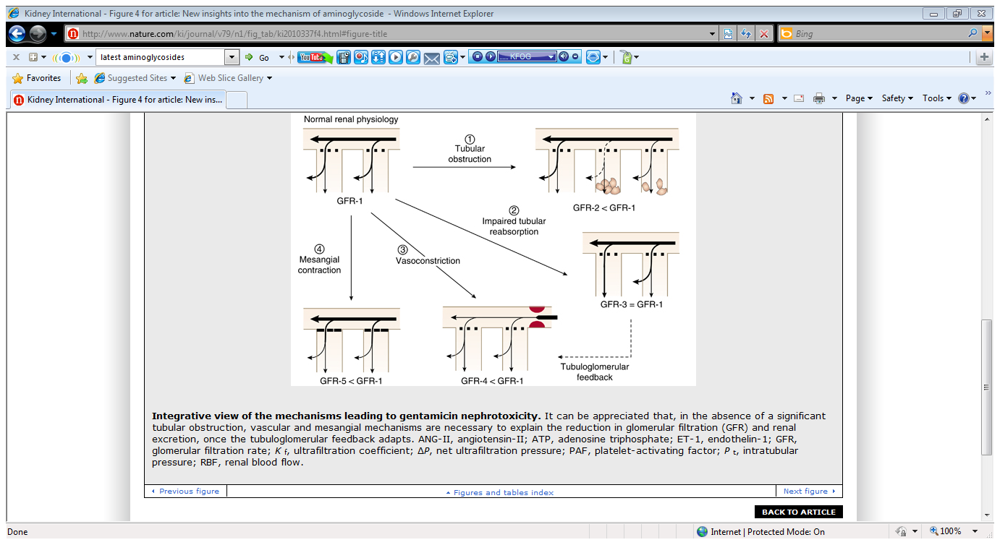 Kidney International - Figure 4 for article: New insights into the mechanism of aminoglycoside - Windows Internet Explorer
http://www.nature.com/ki/journal/v79/n1/fig_tab/ki2010337f4.html#figure-title
Bing
latest aminoglycosides
Go
You Tube
KFOG
Favorites
Suggested Sites
Web Slice Gallery
Kidney International - Figure 4 for article: New ins...
Page
Safety
Tools
Normal renal physiology
GFR-1
① Tubular
obstruction
GFR-2 < GFR-1
② Impaired tubular
reabsorption
GFR-3 = GFR-1
③ Vasoconstriction
④ Mesangial
contraction
GFR-5 < GFR-1
GFR-4 < GFR-1
Tubuloglomerular
feedback
Integrative view of the mechanisms leading to gentamicin nephrotoxicity. It can be appreciated that, in the absence of a significant
tubular obstruction, vascular and mesangial mechanisms are necessary to explain the reduction in glomerular filtration (GFR) and renal
excretion, once the tubuloglomerular feedback adapts. ANG-II, angiotensin-II; ATP, adenosine triphosphate; ET-1, endothelin-1; GFR,
glomerular filtration rate; K f, ultrafiltration coefficient; ΔP, net ultrafiltration pressure; PAF, platelet-activating factor; P t, intratubular
pressure; RBF, renal blood flow.
Previous figure
Figures and tables index
Next figure
BACK TO ARTICLE
Done
Internet | Protected Mode: On
100%